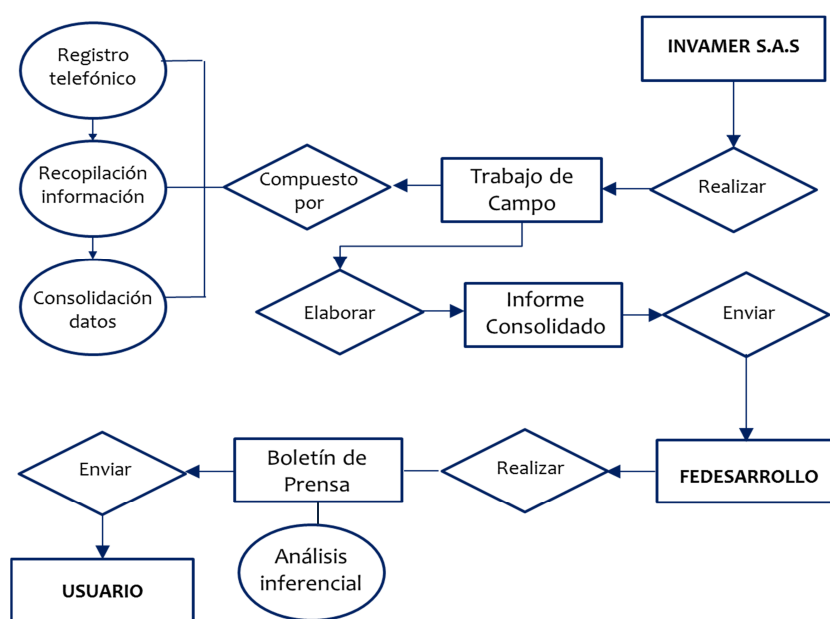 Registro
telefónico
INVAMER S.A.S
Recopilación
información
Compuesto
por
Trabajo de
Campo
Realizar
Consolidación
datos
Elaborar
Informe
Consolidado
Enviar
Enviar
Boletín de
Prensa
Realizar
FEDESARROLLO
Análisis
inferencial
USUARIO